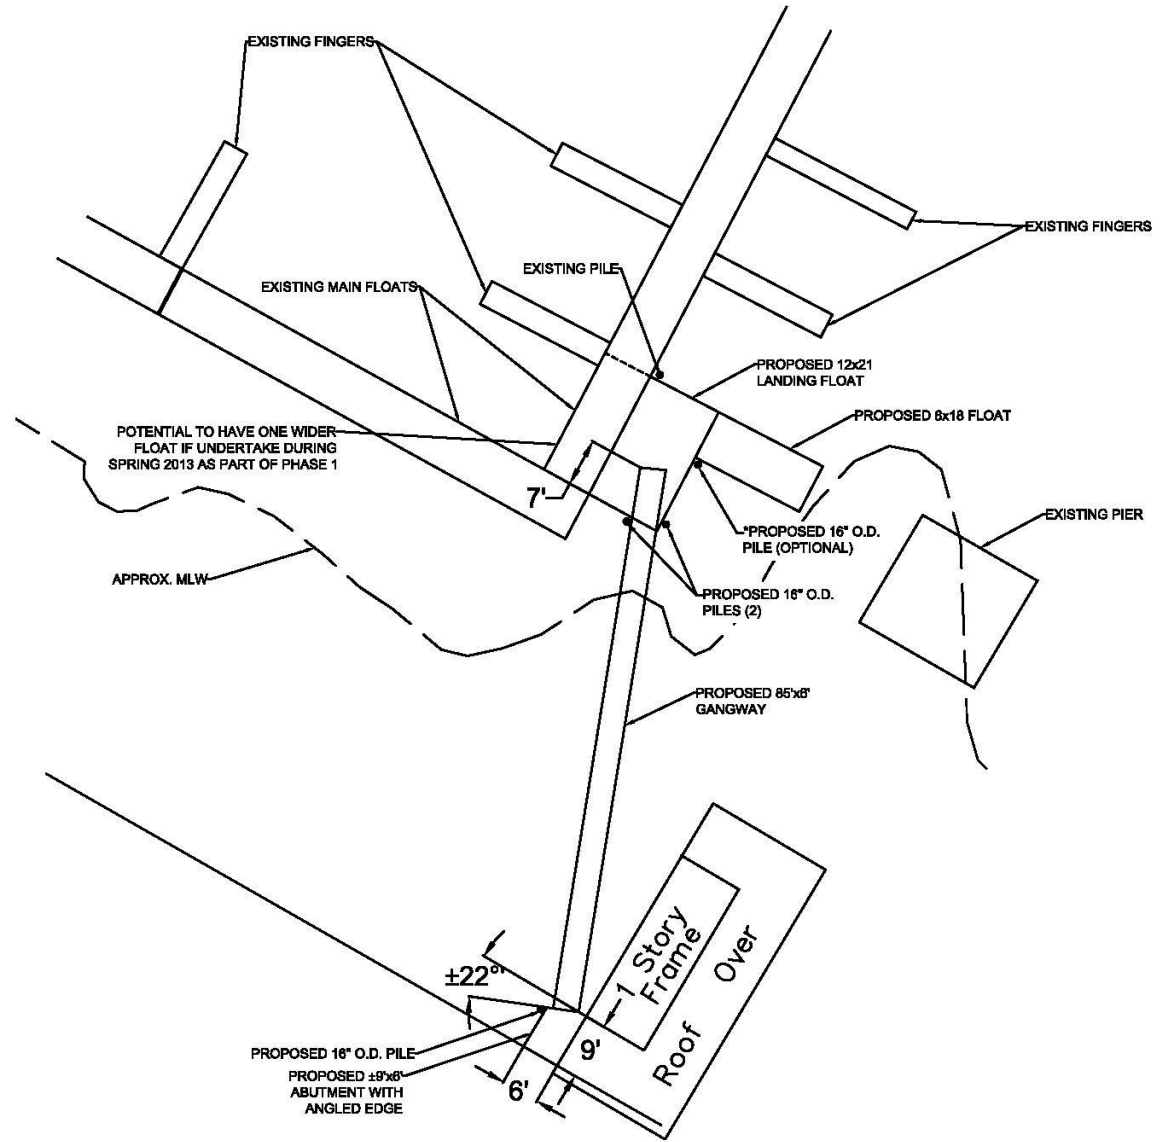 EXISTING FINGERS
EXISTING FINGERS
EXISTING PILE
EXISTING MAIN FLOATS
PROPOSED 12x21
LANDING FLOAT
PROPOSED 6x18 FLOAT
POTENTIAL TO HAVE ONE WIDER
FLOAT IF UNDERTAKE DURING
SPRING 2013 AS PART OF PHASE 1
7'
EXISTING PIER
*PROPOSED 16" O.D.
PILE (OPTIONAL)
APPROX. MLW
PROPOSED 16" O.D.
PILES (2)
PROPOSED 85'x6'
GANGWAY
1 Story
Frame
Roof Over
±22°
PROPOSED 16" O.D. PILE
9'
PROPOSED ±9'x6'
ABUTMENT WITH
ANGLED EDGE
6'